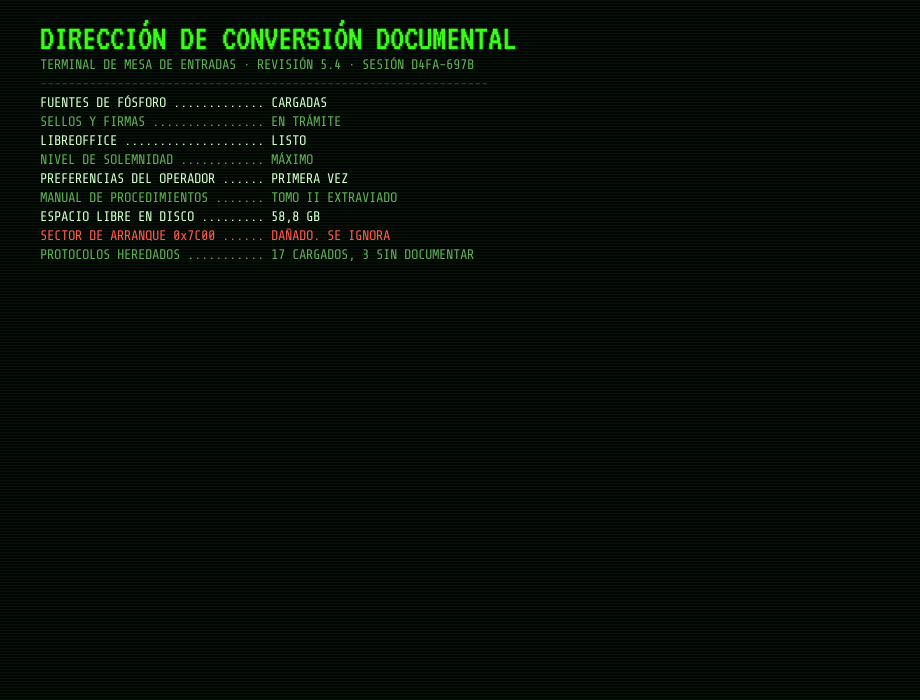 DIRECCIÓN DE CONVERSIÓN DOCUMENTAL
TERMINAL DE MESA DE ENTRADAS · REVISIÓN 5.4 · SESIÓN D4FA-697B
----------------------------------------------------------------
FUENTES DE FÓSFORO ............. CARGADAS
SELLOS Y FIRMAS ................ EN TRÁMITE
LIBREOFFICE .................... LISTO
NIVEL DE SOLEMNIDAD ............ MÁXIMO
PREFERENCIAS DEL OPERADOR ...... PRIMERA VEZ
MANUAL DE PROCEDIMIENTOS ....... TOMO II EXTRAVIADO
ESPACIO LIBRE EN DISCO ......... 58,8 GB
SECTOR DE ARRANQUE 0x7C00 ...... DAÑADO. SE IGNORA
PROTOCOLOS HEREDADOS ........... 17 CARGADOS, 3 SIN DOCUMENTAR